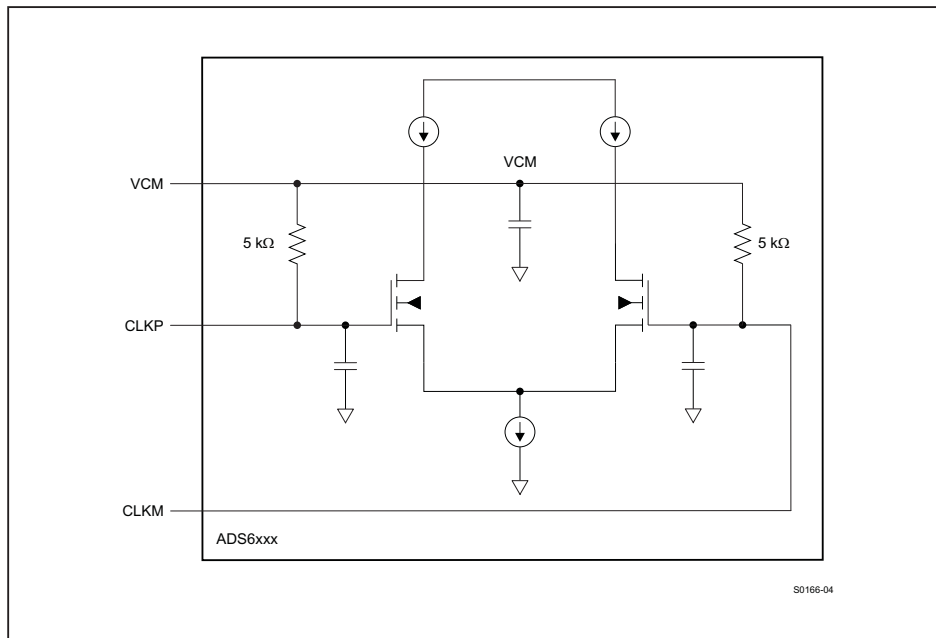 VCM
VCM
5 kΩ
5 kΩ
CLKP
CLKM
ADS6xxx
S0166-04